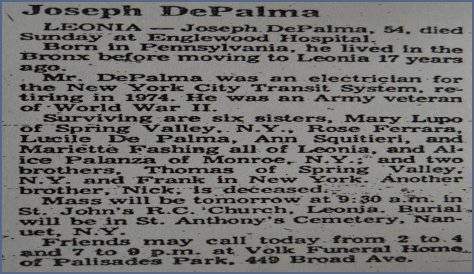 Joseph DePalma
LEONIA — Joseph DePalma, 54, died
Sunday at Englewood Hospital.
Born in Pennsylvania, he lived in the
Bronx before moving to Leonia 17 years
ago.
Mr. DePalma was an electrician for
the New York City Transit System, re-
tiring in 1974. He was an Army veteran
of World War II.
Surviving are six sisters, Mary Lupo
of Spring Valley, N.Y., Rose Ferrara,
Lucille De Palma, Ann Squitieri, and
Mariette Fashing all of Leonia, and Al-
ice Palanza of Monroe, N.Y.; and two
brothers, Thomas of Spring Valley,
N.Y. and Frank in New York. Another
brother, Nick, is deceased.
Mass will be tomorrow at 9:30 a.m. at
St. John's R.C. Church, Leonia. Burial
will be in St. Anthony's Cemetery, Nan-
uet, N.Y.
Friends may call today from 2 to 4
and 7 to 9 p.m. at Volk Funeral Home
of Palisades Park, 449 Broad Ave.